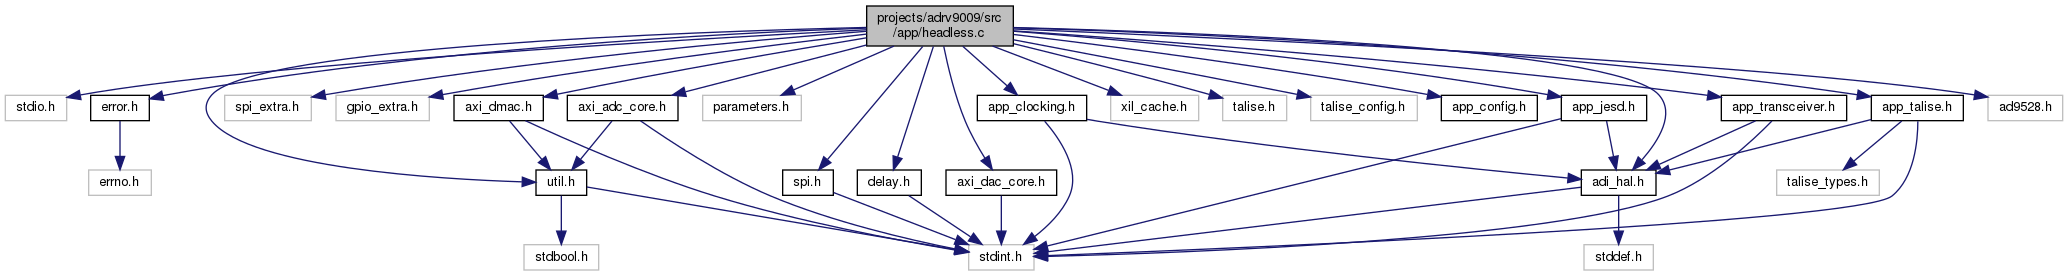 projects/adrv9009/src
/app/headless.c
stdio.h
error.h
spi_extra.h
gpio_extra.h
axi_dmac.h
axi_adc_core.h
parameters.h
app_clocking.h
xil_cache.h
talise.h
talise_config.h
app_config.h
app_jesd.h
app_transceiver.h
app_talise.h
ad9528.h
errno.h
util.h
spi.h
delay.h
axi_dac_core.h
adi_hal.h
talise_types.h
stdbool.h
stdint.h
stddef.h